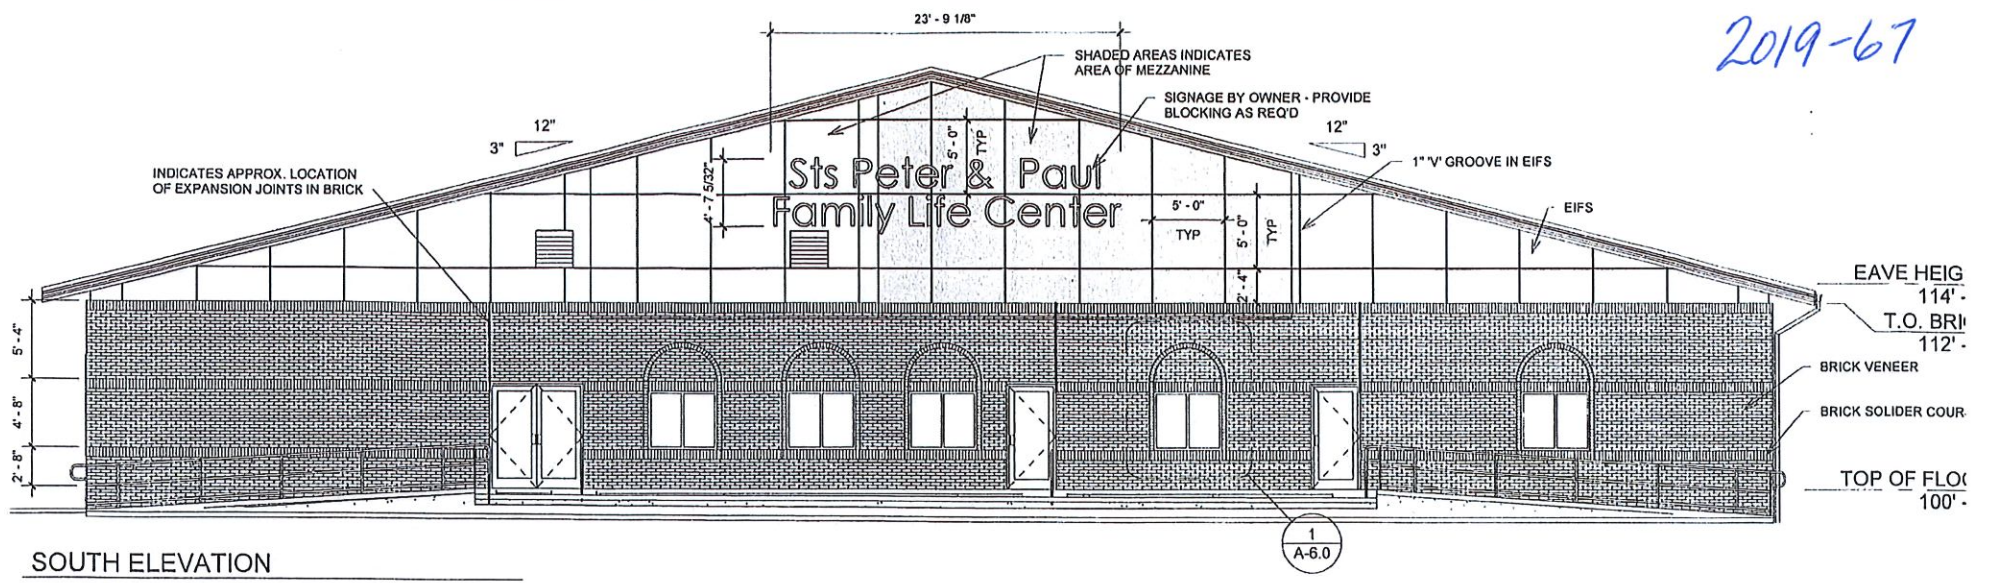 23' - 9 1/8"
2019-67
SHADED AREAS INDICATES
AREA OF MEZZANINE
SIGNAGE BY OWNER - PROVIDE
BLOCKING AS REQ'D
12"
3"
12"
3"
INDICATES APPROX. LOCATION
OF EXPANSION JOINTS IN BRICK
1" 'V' GROOVE IN EIFS
EIFS
4' - 7 5/32"
5' - 0"
TYP
Sts Peter & Paul
Family Life Center
5' - 0"
TYP
5' - 0"
TYP
2' - 4"
EAVE HEIG
114' -
T.O. BRI
112' -
5' - 4"
4' - 8"
2' - 8"
BRICK VENEER
BRICK SOLIDER COUR
TOP OF FLO
100' -
1
A-6.0
SOUTH ELEVATION